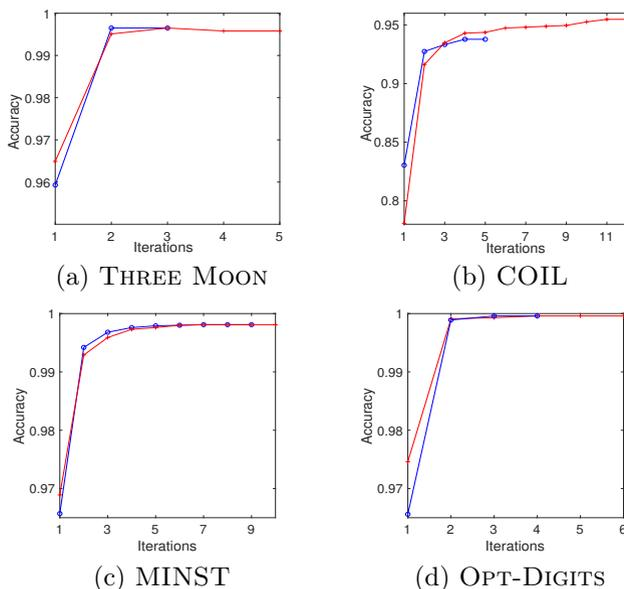 1
0.99
0.98
0.97
0.96
Accuracy
1 2 3 4 5
Iterations
(a) THREE MOON
0.95
0.9
0.85
0.8
Accuracy
1 3 5 7 9 11
Iterations
(b) COIL
1
0.99
0.98
0.97
Accuracy
1 3 5 7 9
Iterations
(c) MINST
1
0.99
0.98
0.97
Accuracy
1 2 3 4 5 6
Iterations
(d) OPT-DIGITS